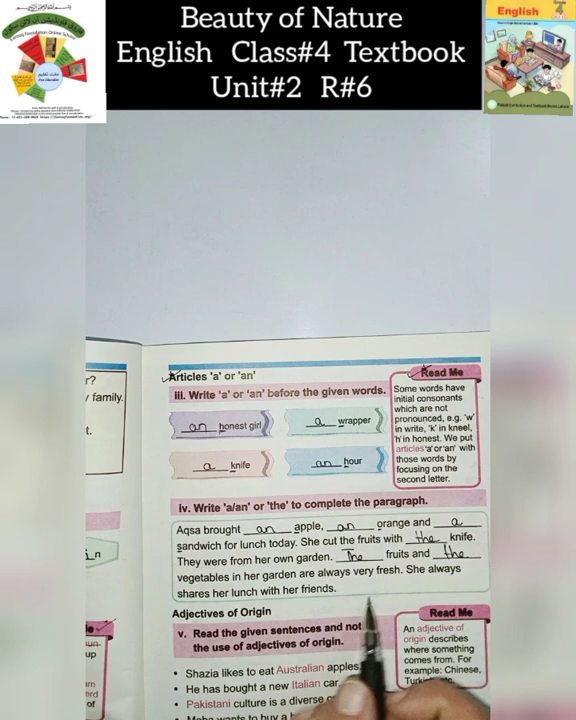 Beauty of Nature
English Class#4 Textbook
Unit#2 R#6
English
Grade
4
r?
family.
t.
i n
up
of
Articles 'a' or 'an'
iii. Write 'a' or 'an' before the given words.
an honest girl
a wrapper
a knife
an hour
Read Me
Some words have
initial consonants
which are not
pronounced, e.g. 'w'
in write, 'k' in kneel,
'h' in honest. We put
articles 'a' or 'an' with
those words by
focusing on the
second letter.
iv. Write 'a/an' or 'the' to complete the paragraph.
Aqsa brought an apple, an orange and a
sandwich for lunch today. She cut the fruits with the knife.
They were from her own garden. The fruits and the
vegetables in her garden are always very fresh. She always
shares her lunch with her friends.
Adjectives of Origin
v. Read the given sentences and not
the use of adjectives of origin.
Read Me
An adjective of
origin describes
where something
comes from. For
example: Chinese,
• Shazia likes to eat Australian apples
• He has bought a new Italian car.
• Pakistani culture is a diverse
wants to buy a